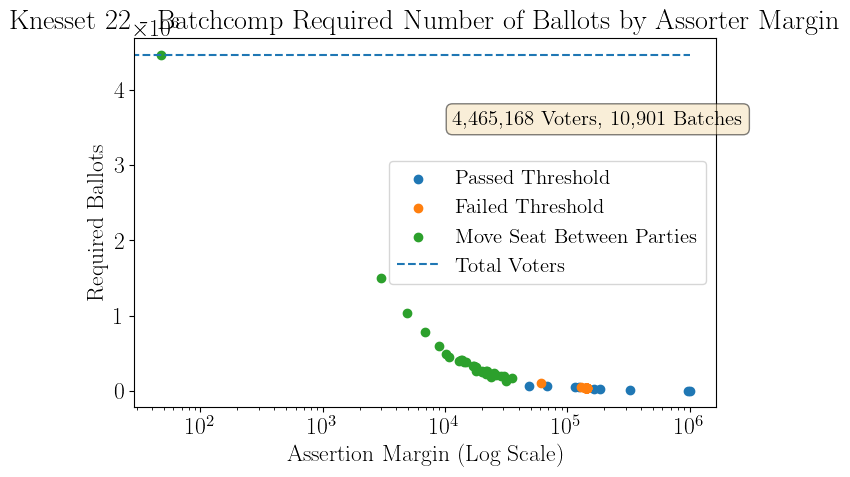 Knesset 22 - Batchcomp Required Number of Ballots by Assorter Margin
4
3
2
1
0
Required Ballots
4,465,168 Voters, 10,901 Batches
Passed Threshold
Failed Threshold
Move Seat Between Parties
Total Voters
10² 10³ 10⁴ 10⁵ 10⁶
Assertion Margin (Log Scale)